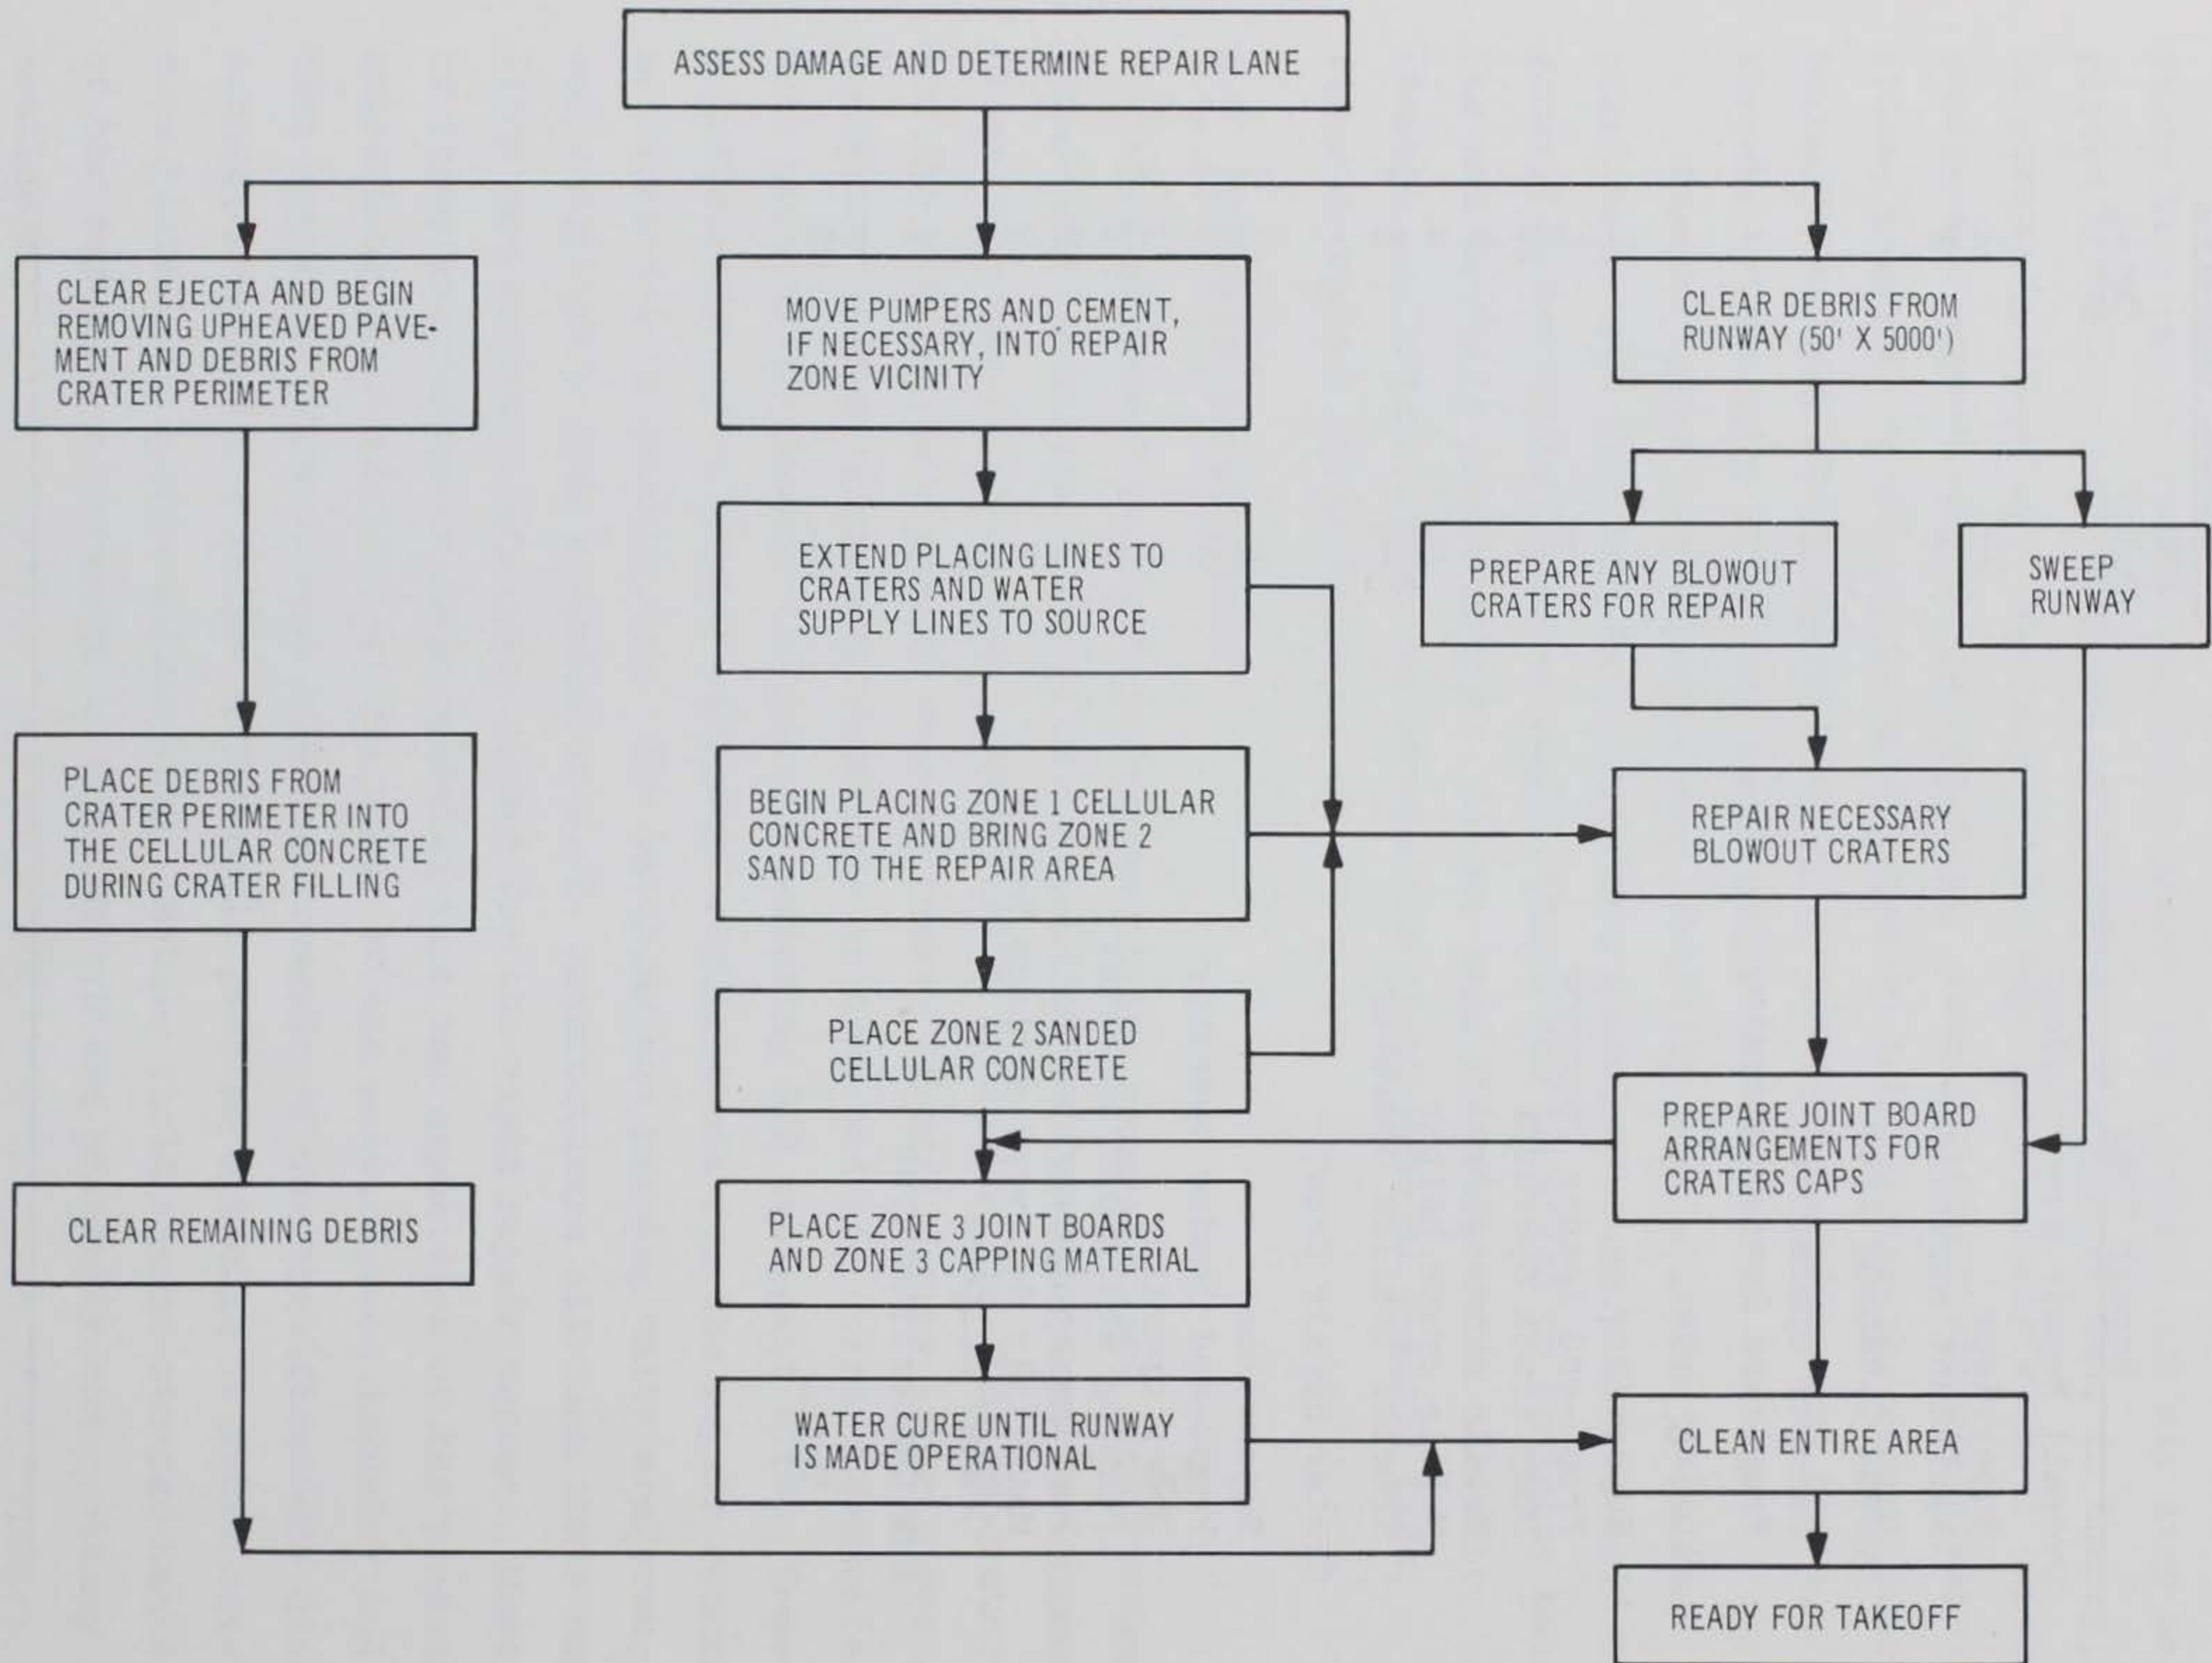 ASSESS DAMAGE AND DETERMINE REPAIR LANE
CLEAR EJECTA AND BEGIN
REMOVING UPHEAVED PAVE-
MENT AND DEBRIS FROM
CRATER PERIMETER
MOVE PUMPERS AND CEMENT,
IF NECESSARY, INTO REPAIR
ZONE VICINITY
CLEAR DEBRIS FROM
RUNWAY (50' X 5000')
EXTEND PLACING LINES TO
CRATERS AND WATER
SUPPLY LINES TO SOURCE
PREPARE ANY BLOWOUT
CRATERS FOR REPAIR
SWEEP
RUNWAY
PLACE DEBRIS FROM
CRATER PERIMETER INTO
THE CELLULAR CONCRETE
DURING CRATER FILLING
BEGIN PLACING ZONE 1 CELLULAR
CONCRETE AND BRING ZONE 2
SAND TO THE REPAIR AREA
REPAIR NECESSARY
BLOWOUT CRATERS
PLACE ZONE 2 SANDED
CELLULAR CONCRETE
PREPARE JOINT BOARD
ARRANGEMENTS FOR
CRATERS CAPS
CLEAR REMAINING DEBRIS
PLACE ZONE 3 JOINT BOARDS
AND ZONE 3 CAPPING MATERIAL
WATER CURE UNTIL RUNWAY
IS MADE OPERATIONAL
CLEAN ENTIRE AREA
READY FOR TAKEOFF